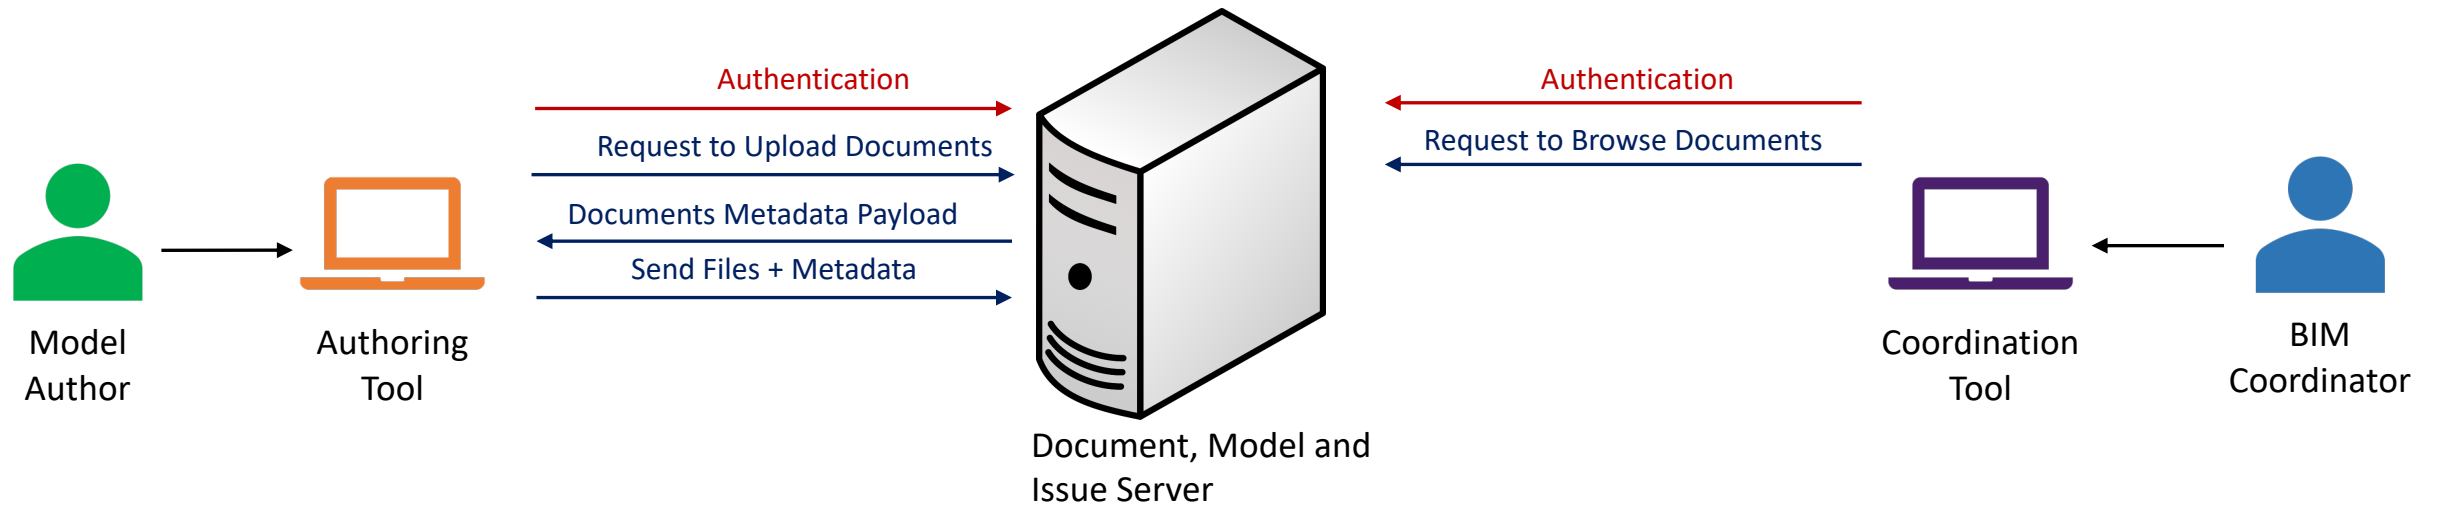 Authentication
Request to Upload Documents
Documents Metadata Payload
Send Files + Metadata
Authentication
Request to Browse Documents
Model
Author
Authoring
Tool
Document, Model and
Issue Server
Coordination
Tool
BIM
Coordinator